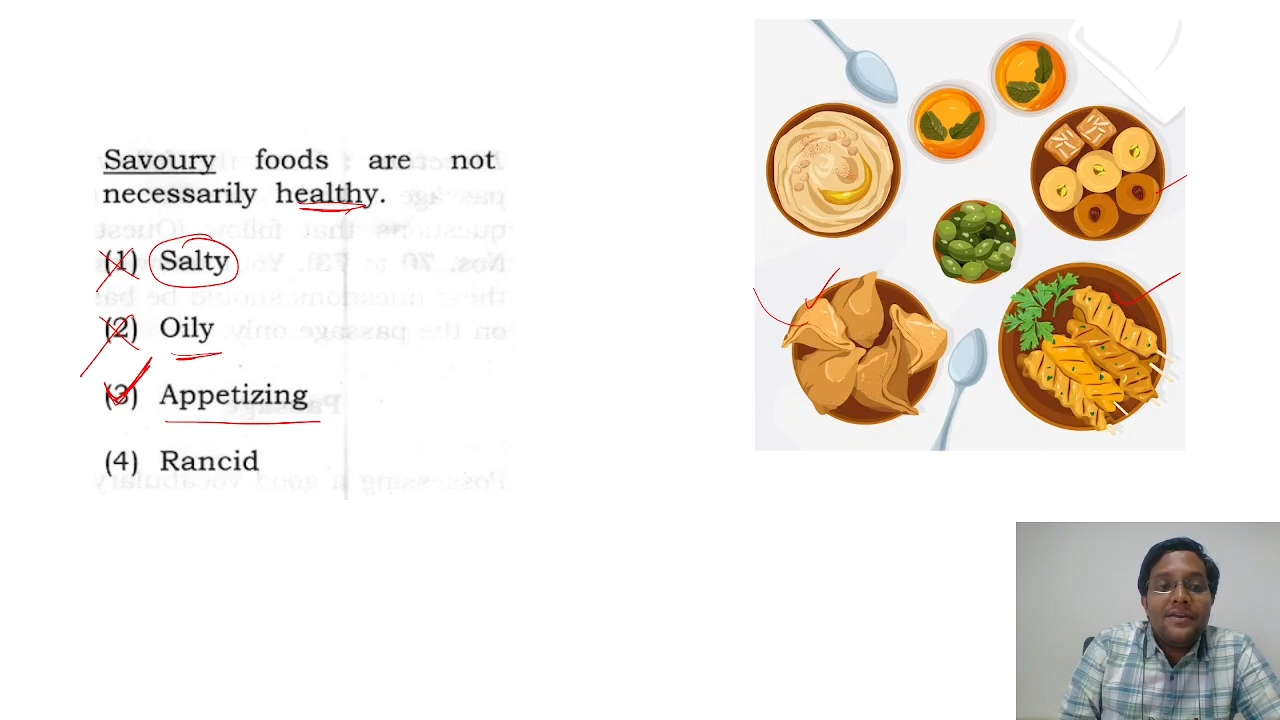 Savoury foods are not
necessarily healthy.
(1) Salty
(2) Oily
(3) Appetizing
(4) Rancid